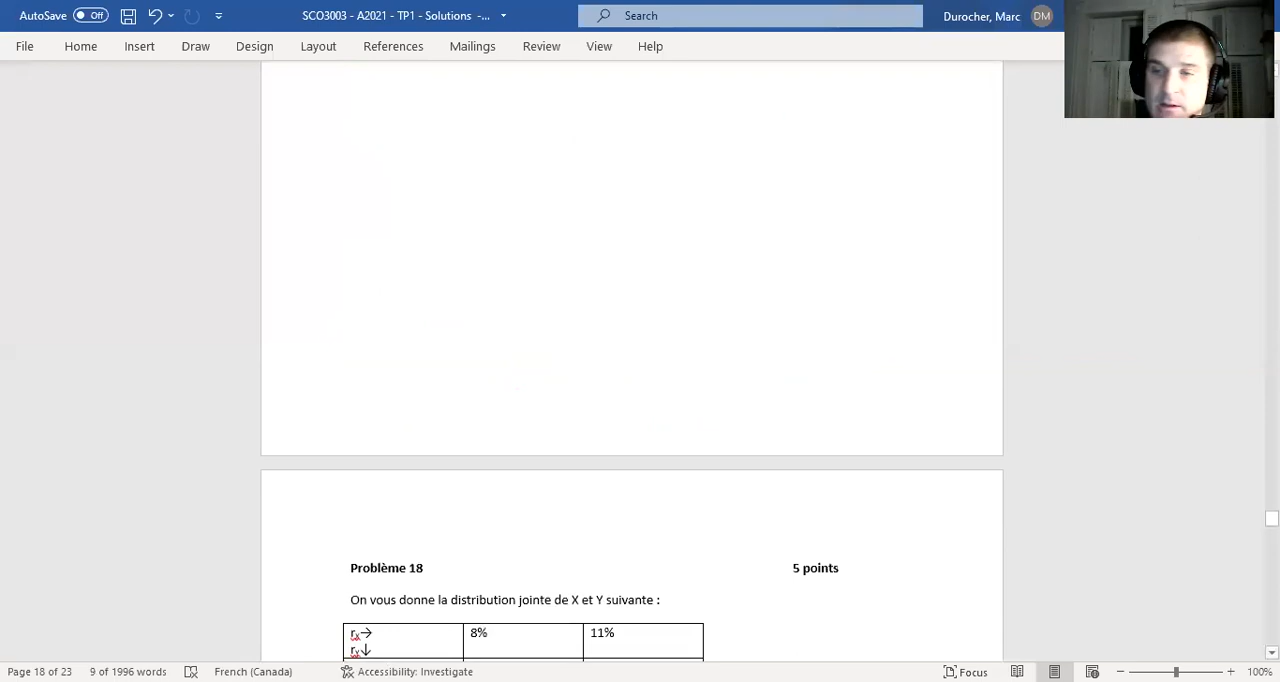 AutoSave Off SCO3003 - A2021 - TP1 - Solutions -... Search Durocher, Marc DM
File Home Insert Draw Design Layout References Mailings Review View Help
Problème 18 5 points
On vous donne la distribution jointe de X et Y suivante :
rx→ 8% 11%
ry↓
Page 18 of 23 9 of 1996 words French (Canada) Accessibility: Investigate Focus 100%